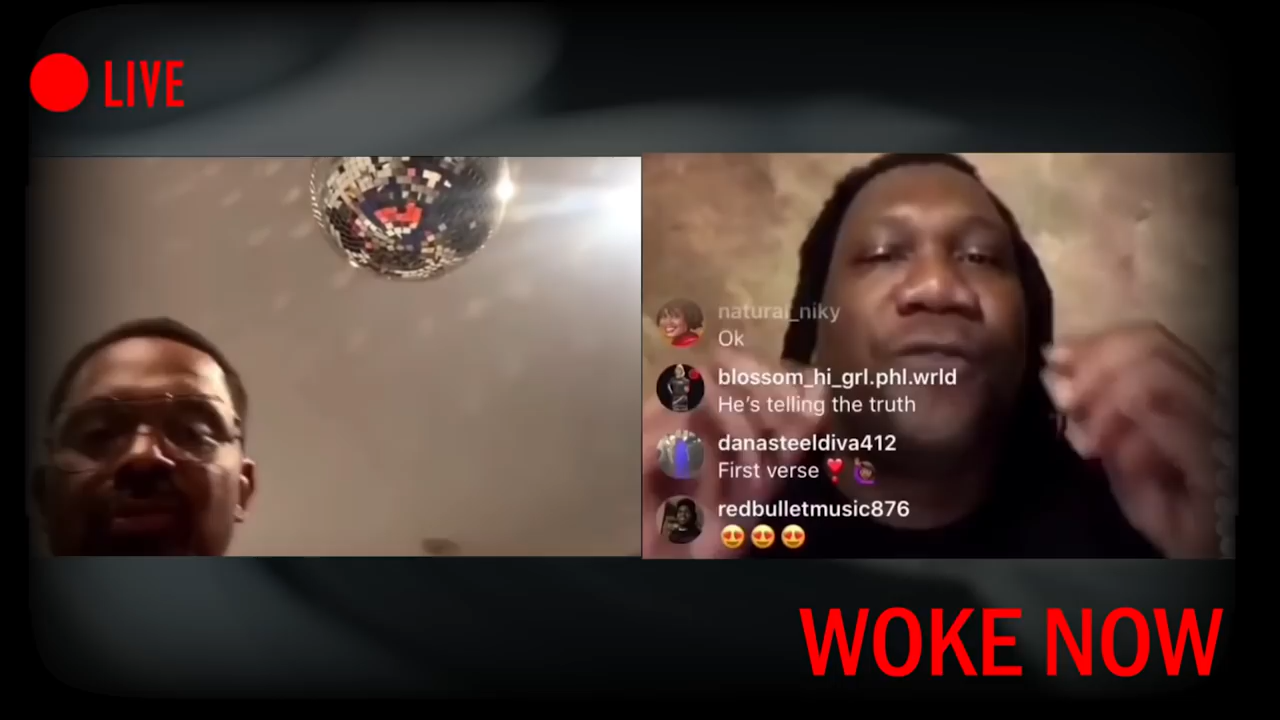 LIVE
natural_niky
Ok
blossom_hi_grl.phl.wrld
He's telling the truth
danasteeldiva412
First verse❣️🙋🏾‍♀️
redbulletmusic876
😍😍😍
WOKE NOW